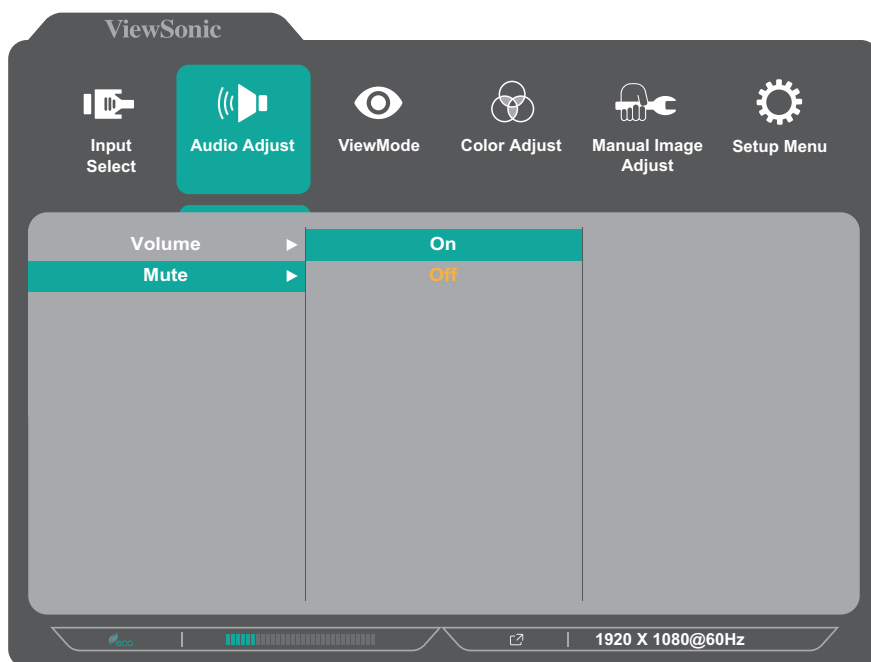 ViewSonic
Input Select
Audio Adjust
ViewMode
Color Adjust
Manual Image Adjust
Setup Menu
Volume
On
Mute
Off
eco
1920 X 1080@60Hz